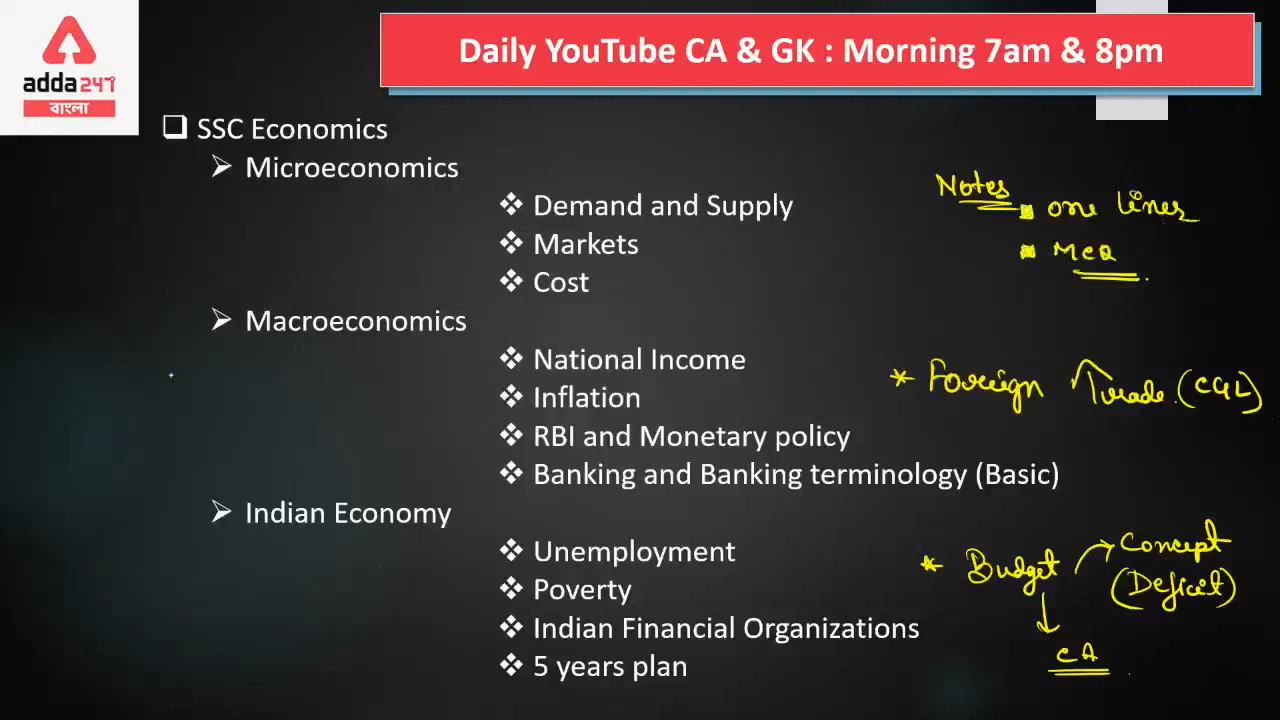 adda247
বাংলা
Daily YouTube CA & GK : Morning 7am & 8pm
SSC Economics
Microeconomics
Demand and Supply
Markets
Cost
Macroeconomics
National Income
Inflation
RBI and Monetary policy
Banking and Banking terminology (Basic)
Indian Economy
Unemployment
Poverty
Indian Financial Organizations
5 years plan
Notes
one liner
MCQ
* Foreign Trade. (CGL)
* Budget
Concept
(Deficit)
CA